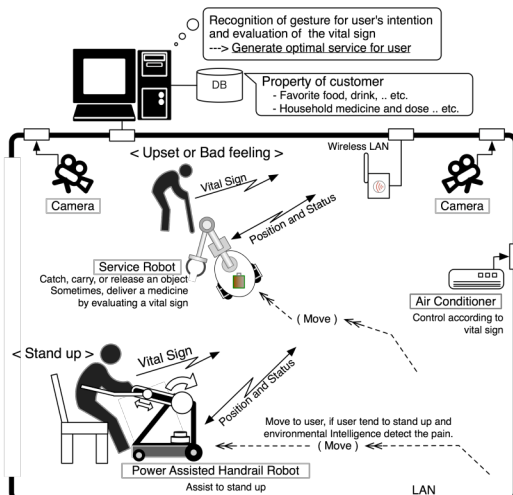 Recognition of gesture for user's intention
and evaluation of the vital sign
---> Generate optimal service for user
DB
Property of customer
- Favorite food, drink, .. etc.
- Household medicine and dose .. etc.
< Upset or Bad feeling >
Wireless LAN
Vital Sign
Camera
Camera
Position and Status
Service Robot
Catch, carry, or release an object
Sometimes, deliver a medicine
by evaluating a vital sign
Air Conditioner
Control according to
vital sign
( Move )
< Stand up >
Vital Sign
Position and Status
Move to user, if user tend to stand up and
environmental Intelligence detect the pain.
( Move )
Power Assisted Handrail Robot
Assist to stand up
LAN